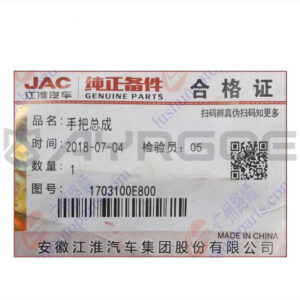 JAC 纯正备件 合格证
江淮汽车 GENUINE PARTS
扫码辨真伪扫码知更多
品名：手把总成
时间：2018-07-04 检验员：05
数量：1
图号：1703100E800
MADE IN CHINA
安徽江淮汽车集团股份有限公司